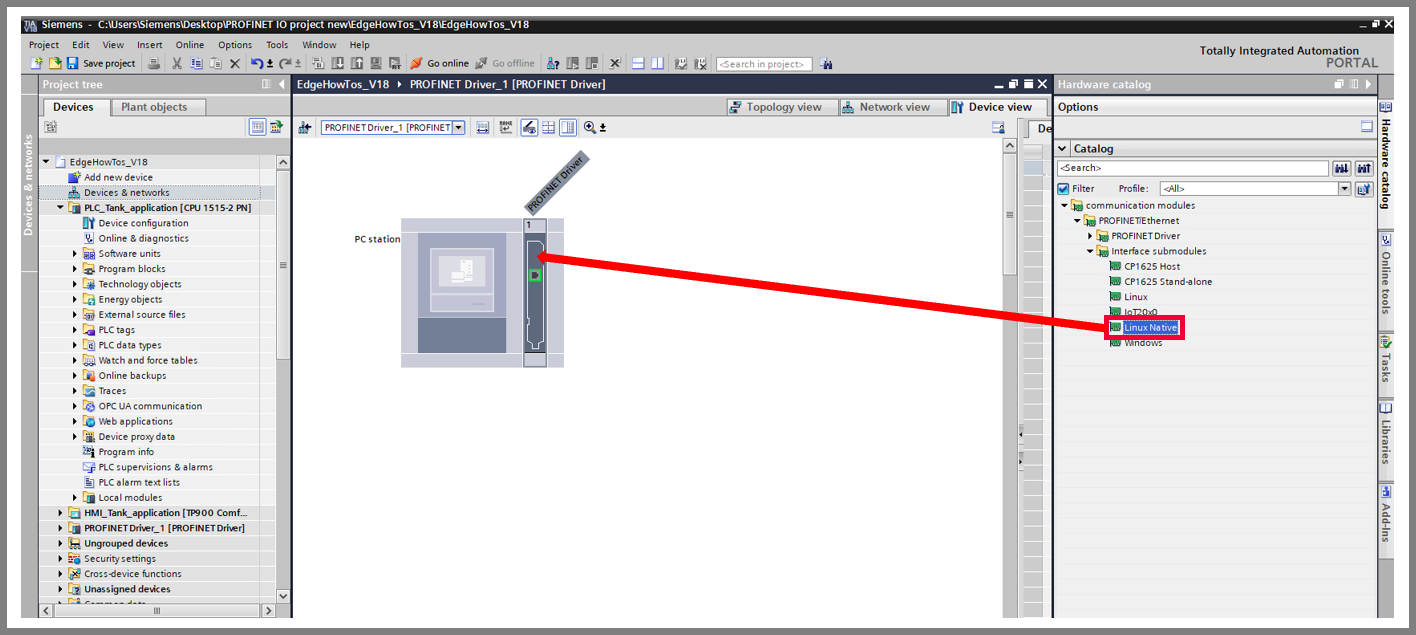 Siemens - C:\Users\Siemens\Desktop\PROFINET IO project new\EdgeHowTos_V18\EdgeHowTos_V18
Project Edit View Insert Online Options Tools Window Help
Totally Integrated Automation
PORTAL
Save project
Go online
Go offline
<Search in project>
Project tree
EdgeHowTos_V18 PROFINET Driver_1 [PROFINET Driver]
Hardware catalog
Devices
Plant objects
Topology view
Network view
Device view
Options
PROFINET Driver_1 [PROFINET
De
Devices & networks
EdgeHowTos_V18
Add new device
Devices & networks
PLC_Tank_application [CPU 1515-2 PN]
Device configuration
Online & diagnostics
Software units
Program blocks
Technology objects
Energy objects
External source files
PLC tags
PLC data types
Watch and force tables
Online backups
Traces
OPC UA communication
Web applications
Device proxy data
Program info
PLC supervisions & alarms
PLC alarm text lists
Local modules
HMI_Tank_application [TP900 Comf...
PROFINET Driver_1 [PROFINET Driver]
Ungrouped devices
Security settings
Cross-device functions
Unassigned devices
Common data
PROFINET Driver
1
PC station
Catalog
<Search>
Filter
Profile:
<All>
communication modules
PROFINET/Ethernet
PROFINET Driver
Interface submodules
CP1625 Host
CP1625 Stand-alone
Linux
IoT20x0
Linux Native
Windows
Hardware catalog
Online tools
Tasks
Libraries
Add-Ins